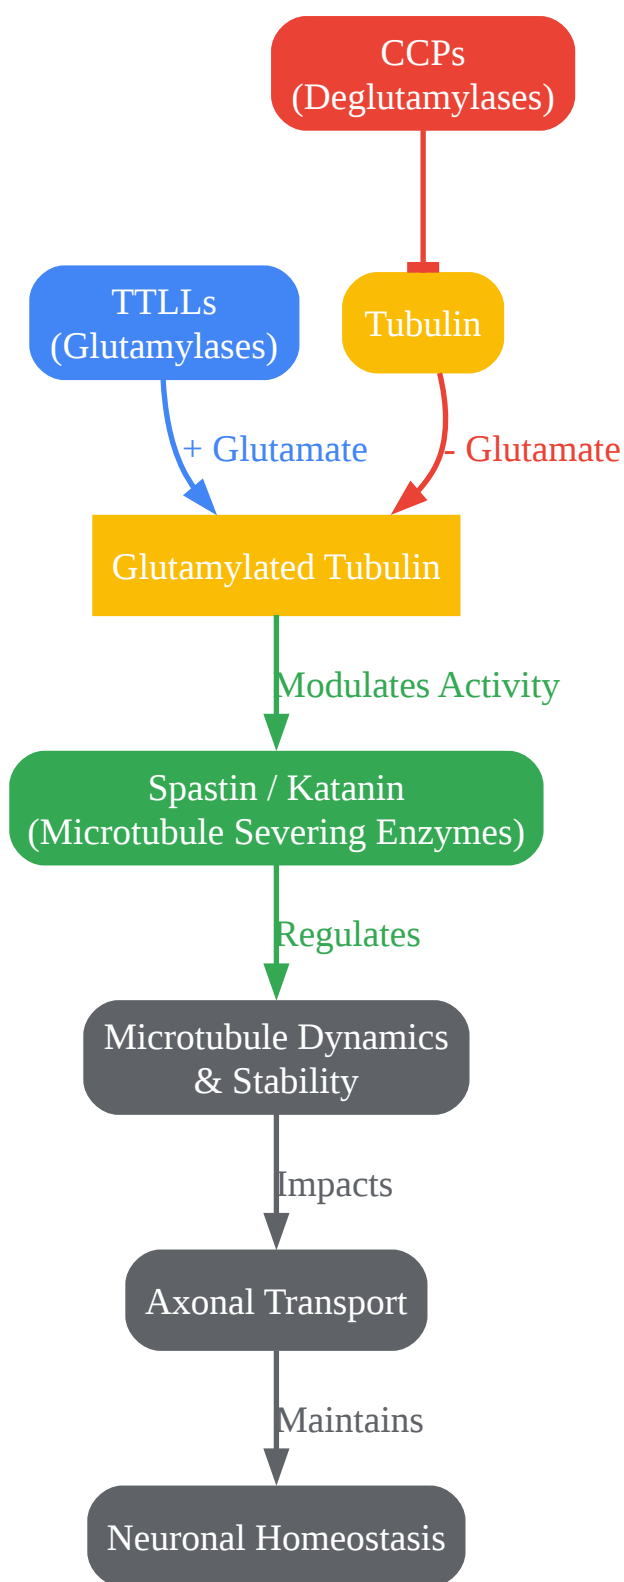 CCPs
(Deglutamylases)
TTLLs
(Glutamylases)
Tubulin
+ Glutamate
- Glutamate
Glutamylated Tubulin
Modulates Activity
Spastin / Katanin
(Microtubule Severing Enzymes)
Regulates
Microtubule Dynamics
& Stability
Impacts
Axonal Transport
Maintains
Neuronal Homeostasis